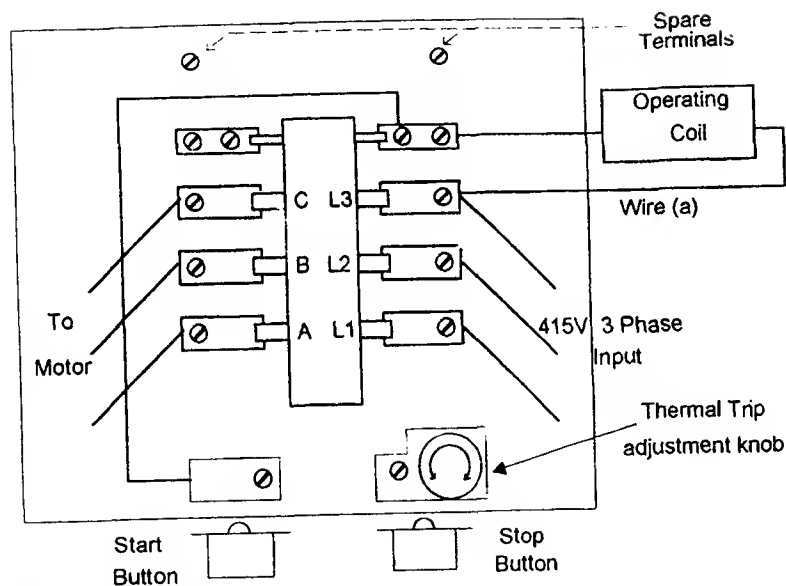 Spare
Terminals
Operating
Coil
C L3
Wire (a)
B L2
To
Motor
A L1
415V 3 Phase
Input
Thermal Trip
adjustment knob
Start
Button
Stop
Button